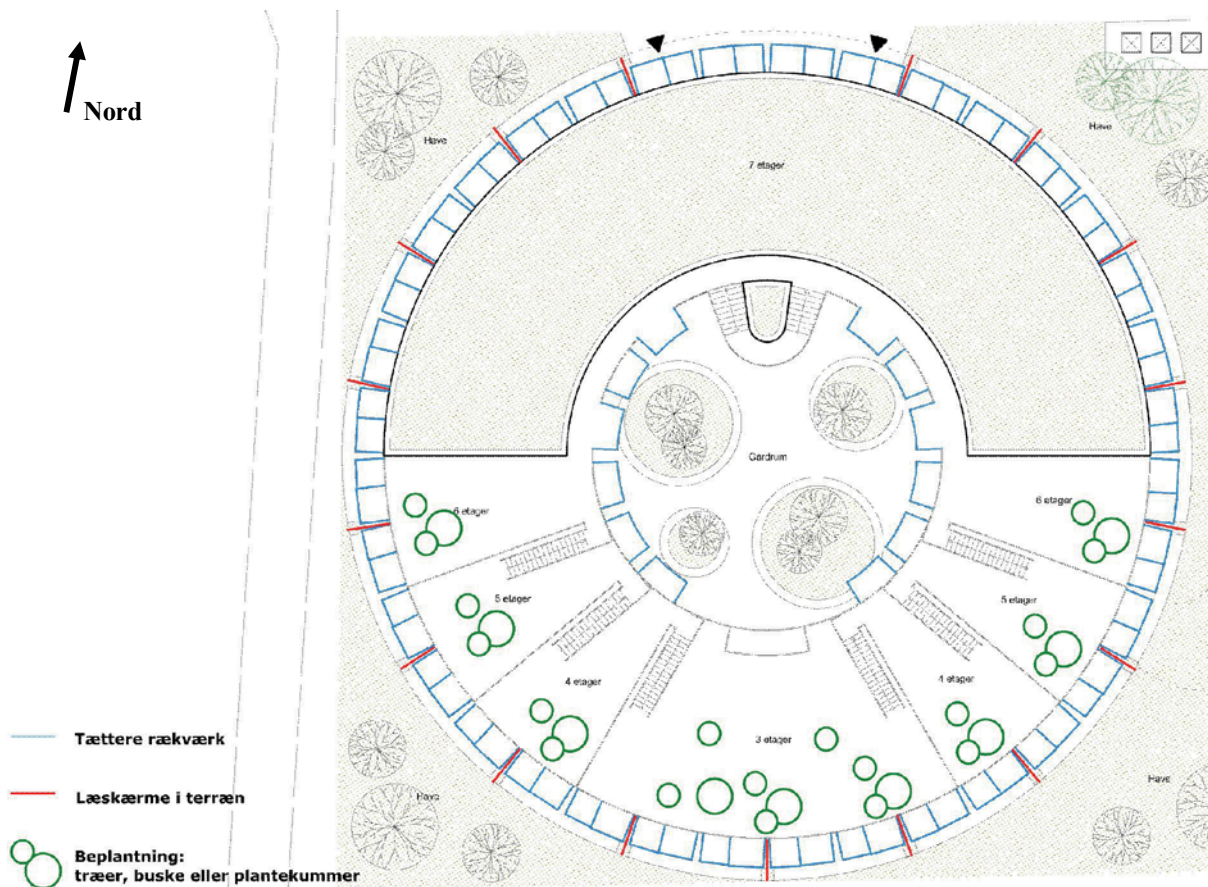 Nord
Have
Have
7 etager
Gårdrum
6 etager
6 etager
5 etager
5 etager
4 etager
4 etager
3 etager
Have
Have
Tættere rækværk
Læskærme i terræn
Beplantning:
træer, buske eller plantekummer